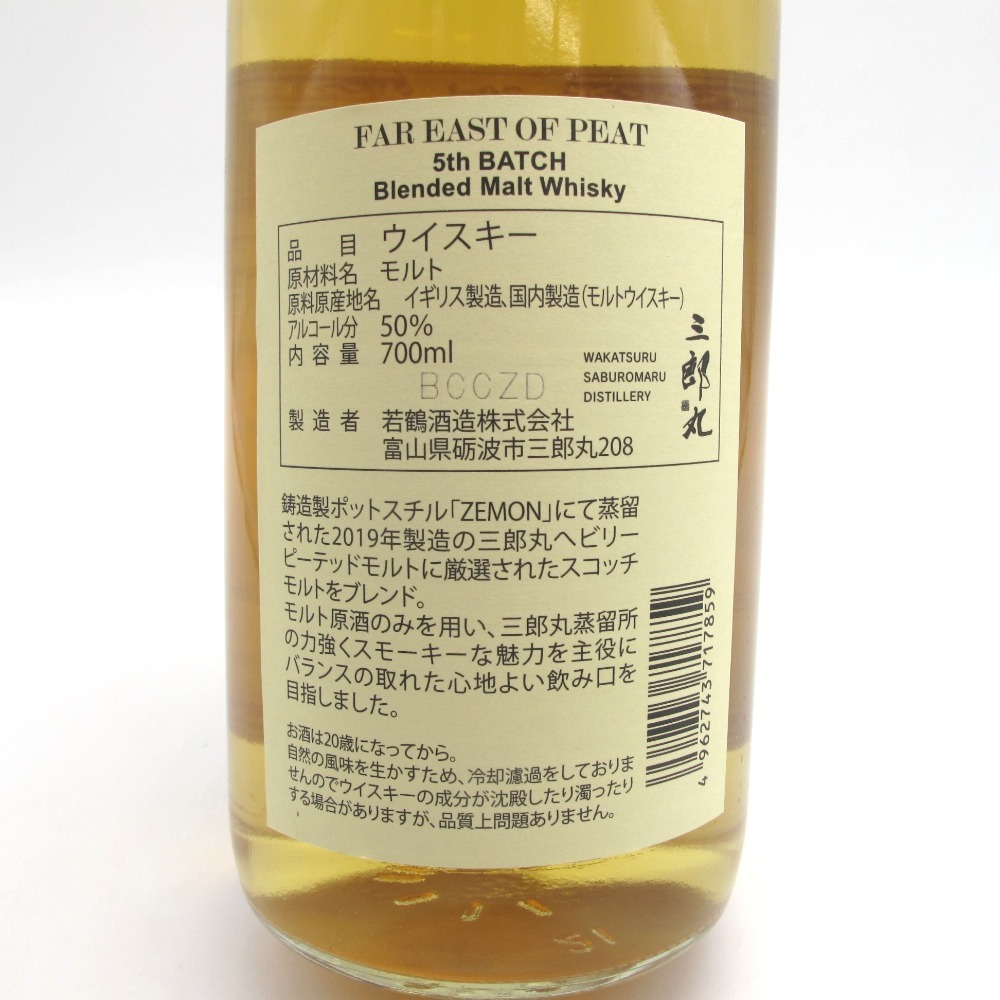 FAR EAST OF PEAT
5th BATCH
Blended Malt Whisky
品目 ウイスキー
原材料名 モルト
原料原産地名 イギリス製造、国内製造(モルトウイスキー)
アルコール分 50%
内容量 700ml
BCCZD
WAKATSURU
SABUROMARU
DISTILLERY
三郎丸
製造者 若鶴酒造株式会社
富山県砺波市三郎丸208
鋳造製ポットスチル「ZEMON」にて蒸留
された2019年製造の三郎丸ヘビリー
ピーテッドモルトに厳選されたスコッチ
モルトをブレンド。
モルト原酒のみを用い、三郎丸蒸留所
の力強くスモーキーな魅力を主役に
バランスの取れた心地よい飲み口を
目指しました。
お酒は20歳になってから。
自然の風味を生かすため、冷却濾過をしておりま
せんのでウイスキーの成分が沈殿したり濁ったり
する場合がありますが、品質上問題ありません。
4 962743 717859